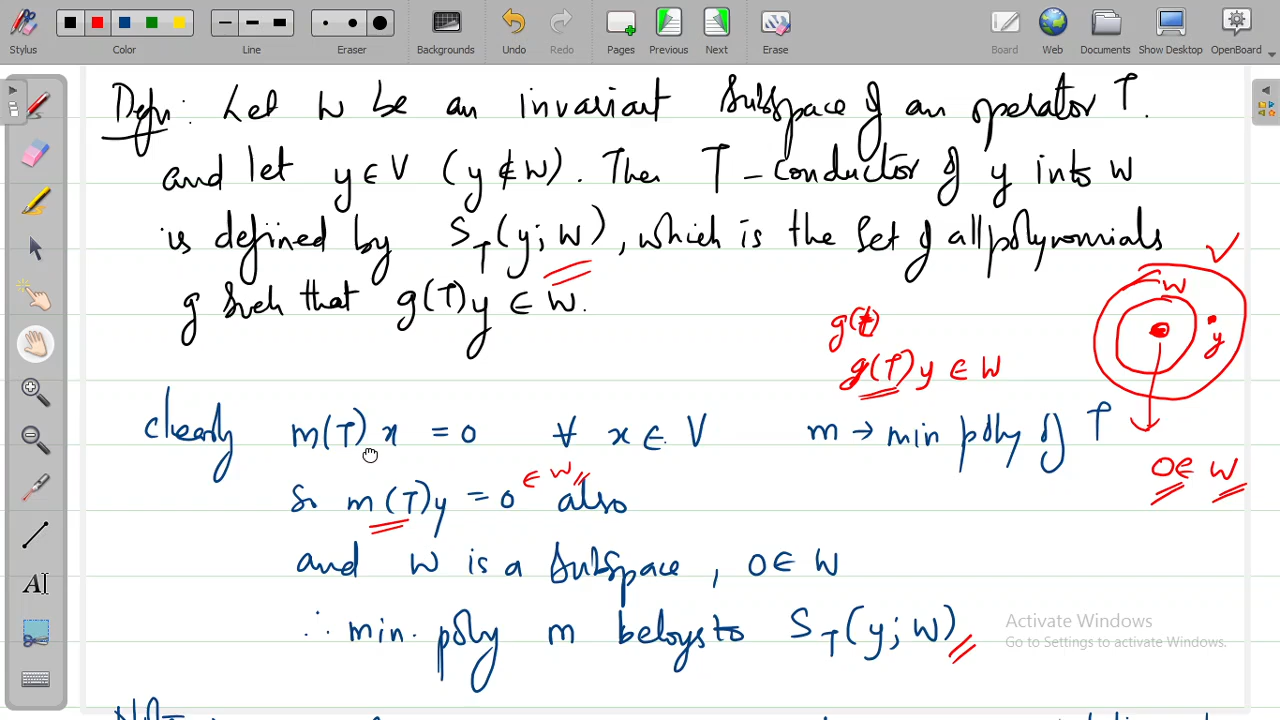 Stylus Color Line Eraser Backgrounds Undo Redo Pages Previous Next Erase Board Web Documents Show Desktop OpenBoard
Defn: Let W be an invariant subspace of an operator T.
and let y ∈ V (y ∉ W). Then T-conductor of y into W
is defined by S_T(y; W), which is the set of all polynomials
g such that g(T)y ∈ W.
W
y
g(t)
g(T)y ∈ W
clearly m(T)x = 0 ∀ x ∈ V m → min poly of T
0 ∈ W
∈ W
So m(T)y = 0 also
and W is a subspace, 0 ∈ W
∴ min. poly m belongs to S_T(y; W)
Activate Windows
Go to Settings to activate Windows.